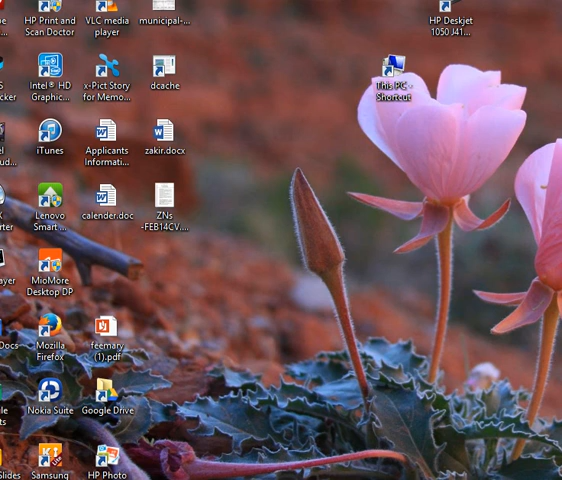 HP Print and
Scan Doctor
VLC media
player
municipal-...
HP Deskjet
1050 J41...
Intel® HD
Graphic...
x-Pict Story
for Memo...
dcache
This PC -
Shortcut
iTunes
Applicants
Informati...
zakir.docx
Lenovo
Smart ...
calender.doc
ZNs
-FEB14CV....
MioMore
Desktop DP
Mozilla
Firefox
feemary
(1).pdf
Nokia Suite
Google Drive
Samsung
HP Photo